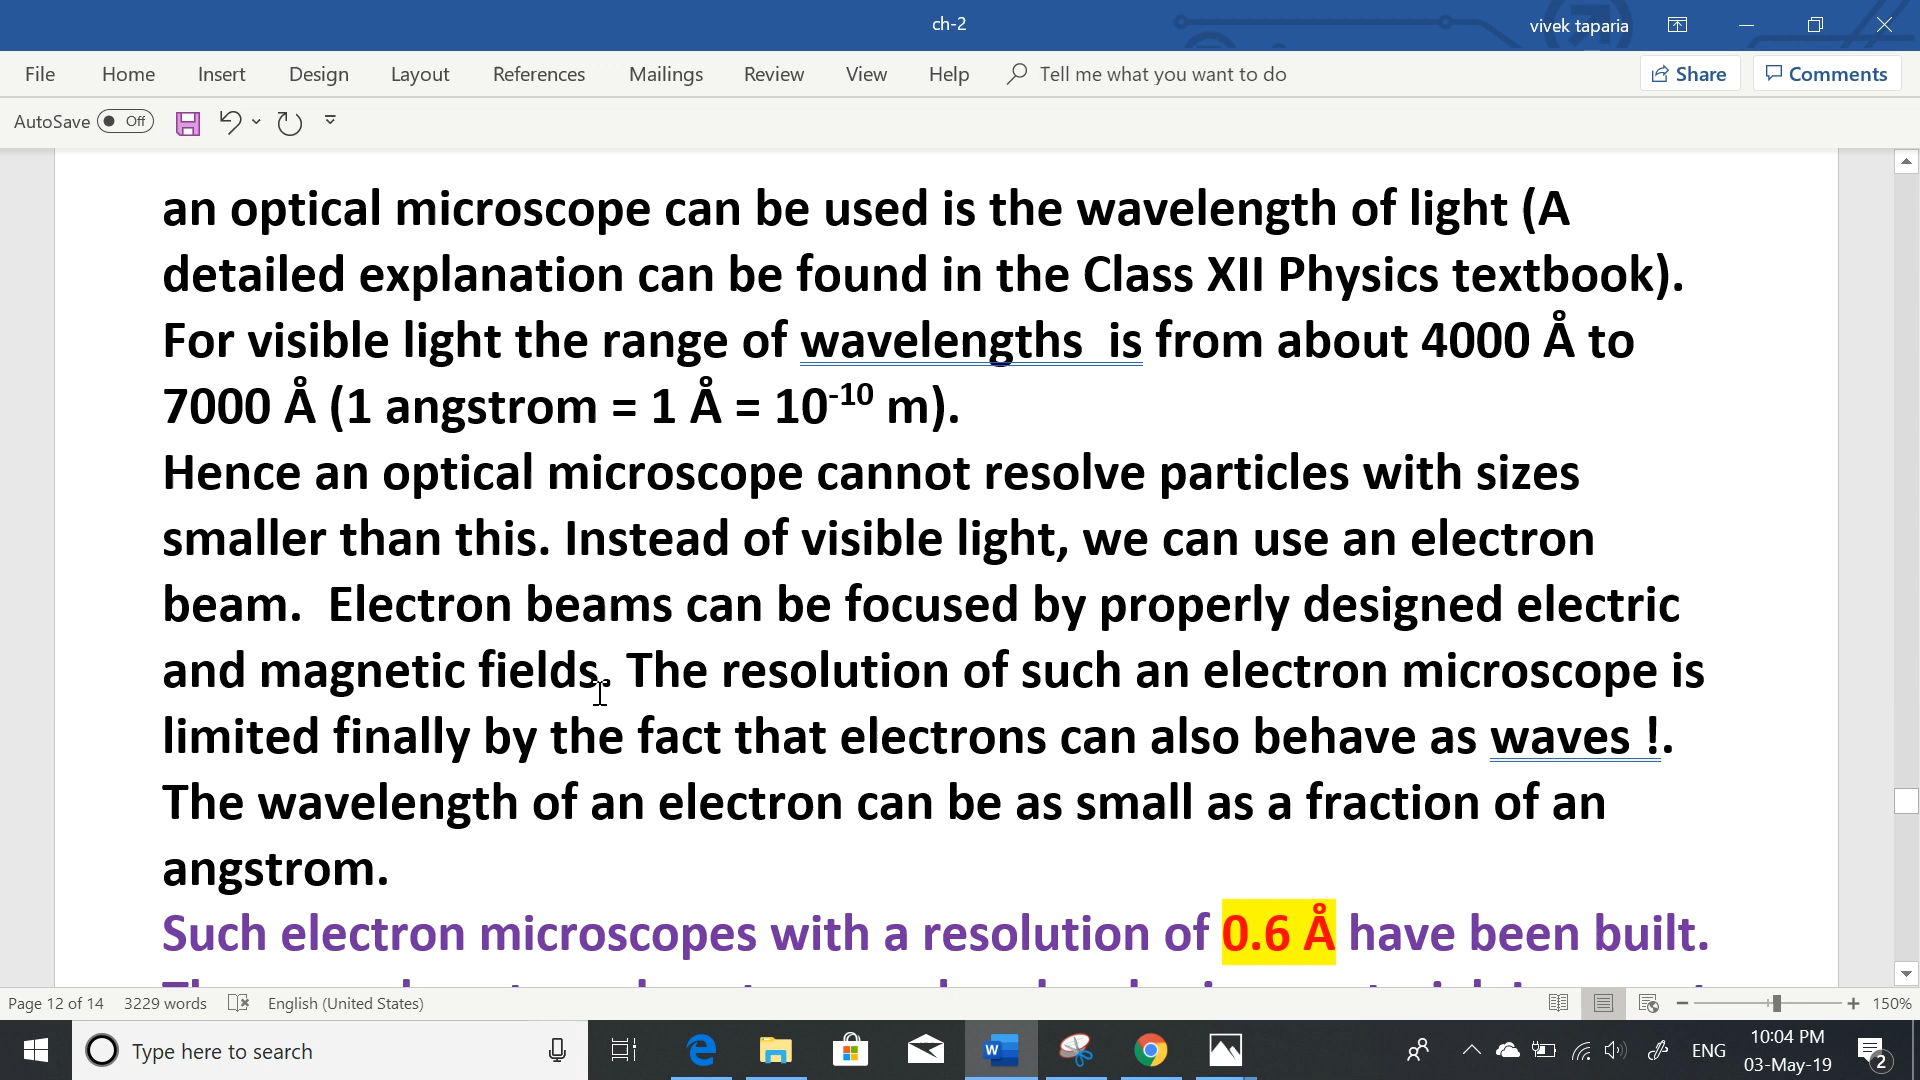 ch-2
vivek taparia
File Home Insert Design Layout References Mailings Review View Help Tell me what you want to do
Share Comments
AutoSave Off
an optical microscope can be used is the wavelength of light (A
detailed explanation can be found in the Class XII Physics textbook).
For visible light the range of wavelengths  is from about 4000 Å to
7000 Å (1 angstrom = 1 Å = 10⁻¹⁰ m).
Hence an optical microscope cannot resolve particles with sizes
smaller than this. Instead of visible light, we can use an electron
beam.  Electron beams can be focused by properly designed electric
and magnetic fields. The resolution of such an electron microscope is
limited finally by the fact that electrons can also behave as waves !.
The wavelength of an electron can be as small as a fraction of an
angstrom.
Such electron microscopes with a resolution of 0.6 Å have been built.
Page 12 of 14 3229 words English (United States) 150%
Type here to search
ENG
10:04 PM
03-May-19
2